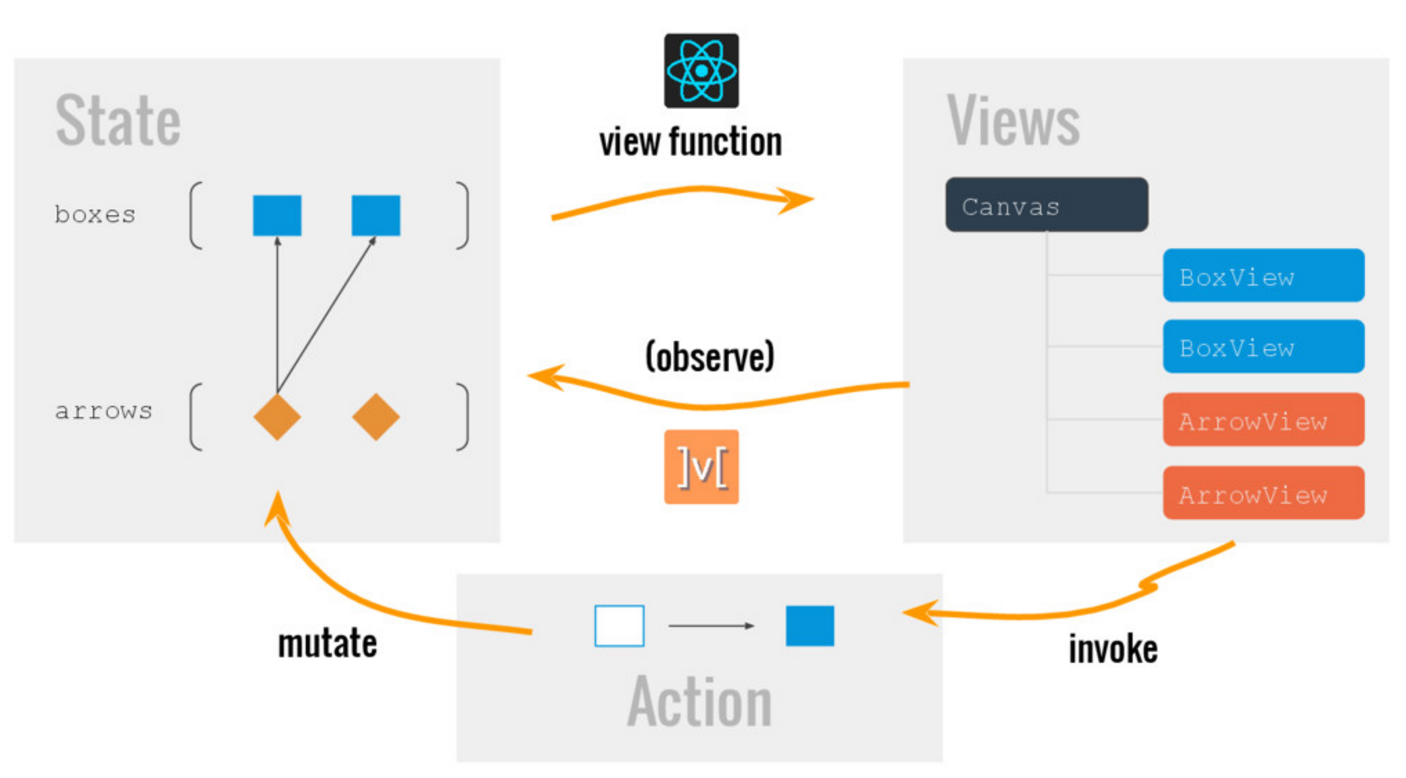 State
boxes
arrows
view function
(observe)
]v[
Views
Canvas
BoxView
BoxView
ArrowView
ArrowView
mutate
invoke
Action